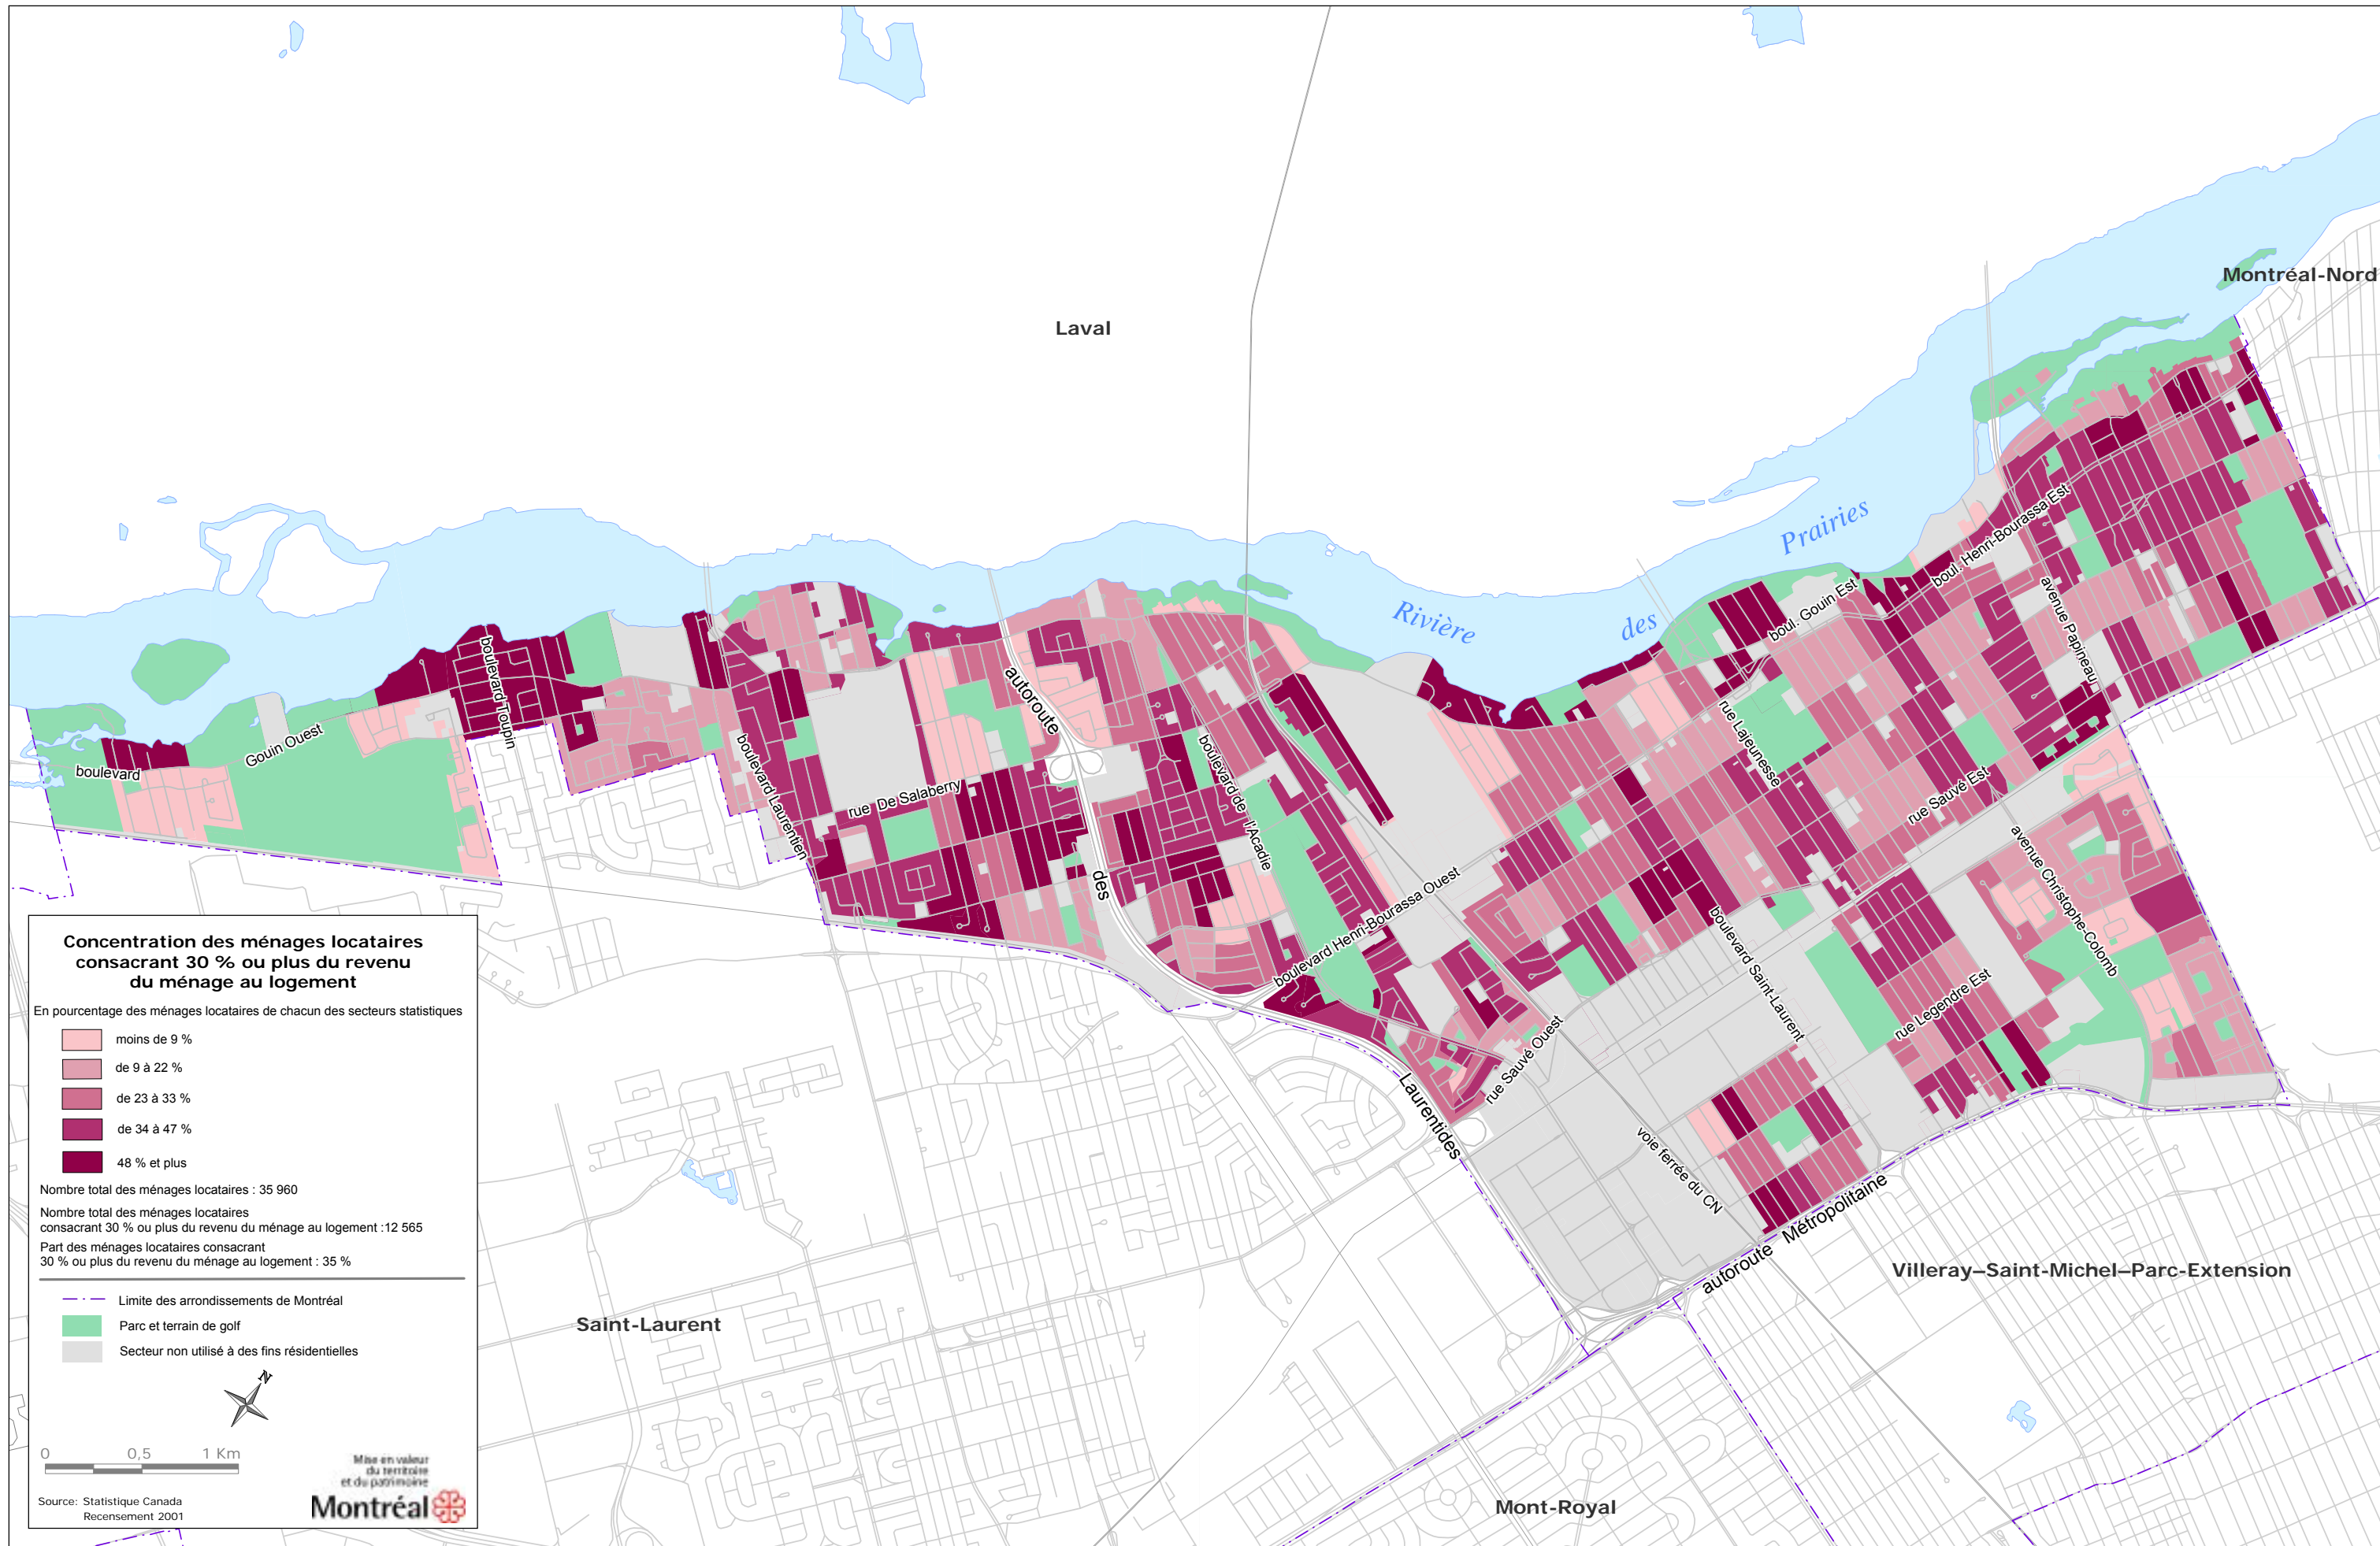 Montréal-Nord
Laval
Rivière
des
Prairies
boul. Gouin Est
boul. Henri-Bourassa Est
avenue Papineau
rue Lajeunesse
rue Sauvé Est
avenue Christophe-Colomb
boulevard
Gouin Ouest
boulevard Toupin
boulevard Laurentien
rue De Salaberry
autoroute
des
Laurentides
boulevard de l'Acadie
boulevard Henri-Bourassa Ouest
rue Sauvé Ouest
boulevard Saint-Laurent
rue Legendre Est
voie ferrée du CN
autoroute Métropolitaine
Villeray–Saint-Michel–Parc-Extension
Saint-Laurent
Mont-Royal
Concentration des ménages locataires
consacrant 30 % ou plus du revenu
du ménage au logement
En pourcentage des ménages locataires de chacun des secteurs statistiques
moins de 9 %
de 9 à 22 %
de 23 à 33 %
de 34 à 47 %
48 % et plus
Nombre total des ménages locataires : 35 960
Nombre total des ménages locataires
consacrant 30 % ou plus du revenu du ménage au logement :12 565
Part des ménages locataires consacrant
30 % ou plus du revenu du ménage au logement : 35 %
Limite des arrondissements de Montréal
Parc et terrain de golf
Secteur non utilisé à des fins résidentielles
N
0 0,5 1 Km
Mise en valeur
du territoire
et du patrimoine
Montréal
Source: Statistique Canada
Recensement 2001